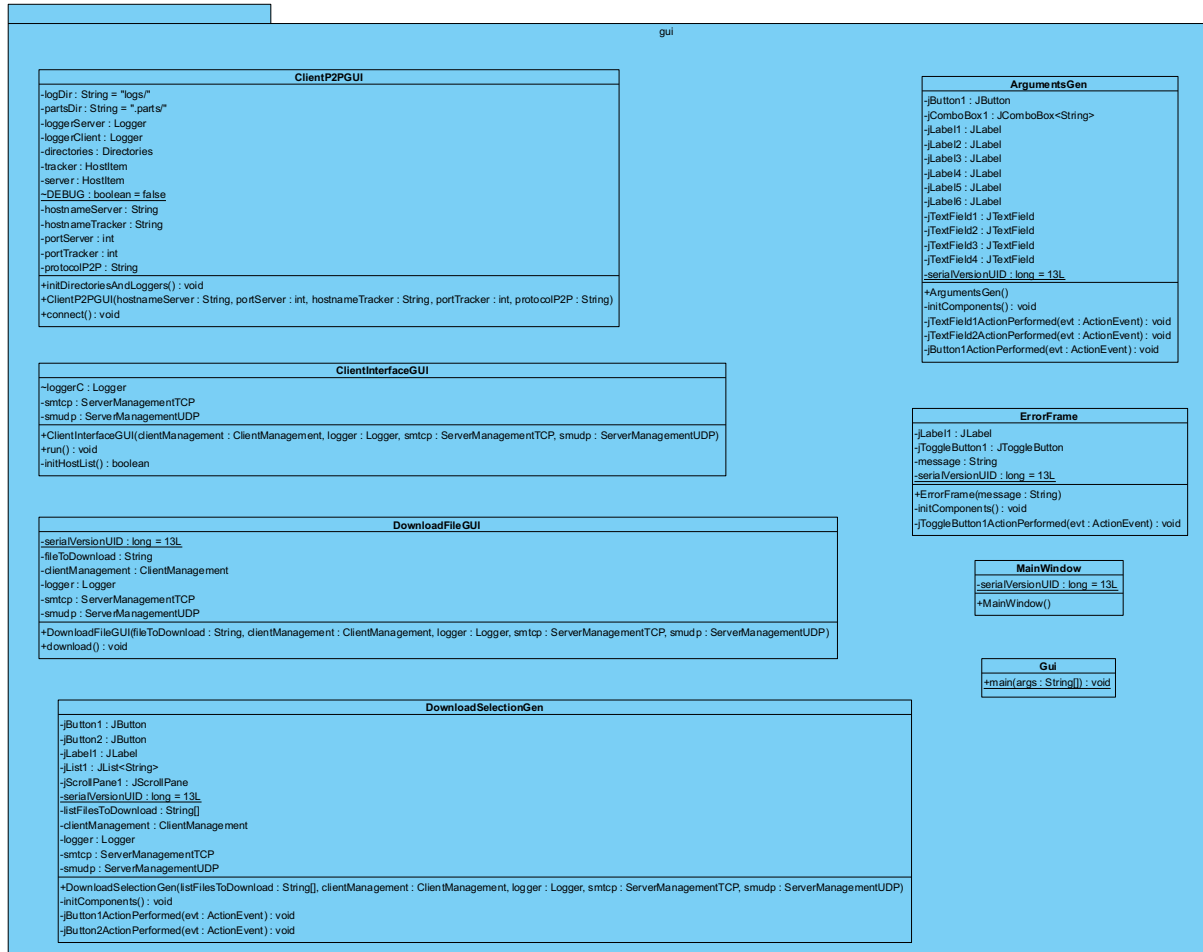 gui
ClientP2PGUI
-logDir : String = "logs/"
-partsDir : String = ".parts/"
-loggerServer : Logger
-loggerClient : Logger
-directories : Directories
-tracker : HostItem
-server : HostItem
~DEBUG : boolean = false
-hostnameServer : String
-hostnameTracker : String
-portServer : int
-portTracker : int
-protocolP2P : String
+initDirectoriesAndLoggers() : void
+ClientP2PGUI(hostnameServer : String, portServer : int, hostnameTracker : String, portTracker : int, protocolP2P : String)
+connect() : void
ClientInterfaceGUI
~loggerC : Logger
-smtcp : ServerManagementTCP
-smudp : ServerManagementUDP
+ClientInterfaceGUI(clientManagement : ClientManagement, logger : Logger, smtcp : ServerManagementTCP, smudp : ServerManagementUDP)
+run() : void
-initHostList() : boolean
DownloadFileGUI
-serialVersionUID : long = 13L
-fileToDownload : String
-clientManagement : ClientManagement
-logger : Logger
-smtcp : ServerManagementTCP
-smudp : ServerManagementUDP
+DownloadFileGUI(fileToDownload : String, clientManagement : ClientManagement, logger : Logger, smtcp : ServerManagementTCP, smudp : ServerManagementUDP)
+download() : void
DownloadSelectionGen
-jButton1 : JButton
-jButton2 : JButton
-jLabel1 : JLabel
-jList1 : JList<String>
-jScrollPane1 : JScrollPane
-serialVersionUID : long = 13L
-listFilesToDownload : String[]
-clientManagement : ClientManagement
-logger : Logger
-smtcp : ServerManagementTCP
-smudp : ServerManagementUDP
+DownloadSelectionGen(listFilesToDownload : String[], clientManagement : ClientManagement, logger : Logger, smtcp : ServerManagementTCP, smudp : ServerManagementUDP)
-initComponents() : void
-jButton1ActionPerformed(evt : ActionEvent) : void
-jButton2ActionPerformed(evt : ActionEvent) : void
ArgumentsGen
-jButton1 : JButton
-jComboBox1 : JComboBox<String>
-jLabel1 : JLabel
-jLabel2 : JLabel
-jLabel3 : JLabel
-jLabel4 : JLabel
-jLabel5 : JLabel
-jLabel6 : JLabel
-jTextField1 : JTextField
-jTextField2 : JTextField
-jTextField3 : JTextField
-jTextField4 : JTextField
-serialVersionUID : long = 13L
+ArgumentsGen()
-initComponents() : void
-jTextField1ActionPerformed(evt : ActionEvent) : void
-jTextField2ActionPerformed(evt : ActionEvent) : void
-jButton1ActionPerformed(evt : ActionEvent) : void
ErrorFrame
-jLabel1 : JLabel
-jToggleButton1 : JToggleButton
-message : String
-serialVersionUID : long = 13L
+ErrorFrame(message : String)
-initComponents() : void
-jToggleButton1ActionPerformed(evt : ActionEvent) : void
MainWindow
-serialVersionUID : long = 13L
+MainWindow()
Gui
+main(args : String[]) : void